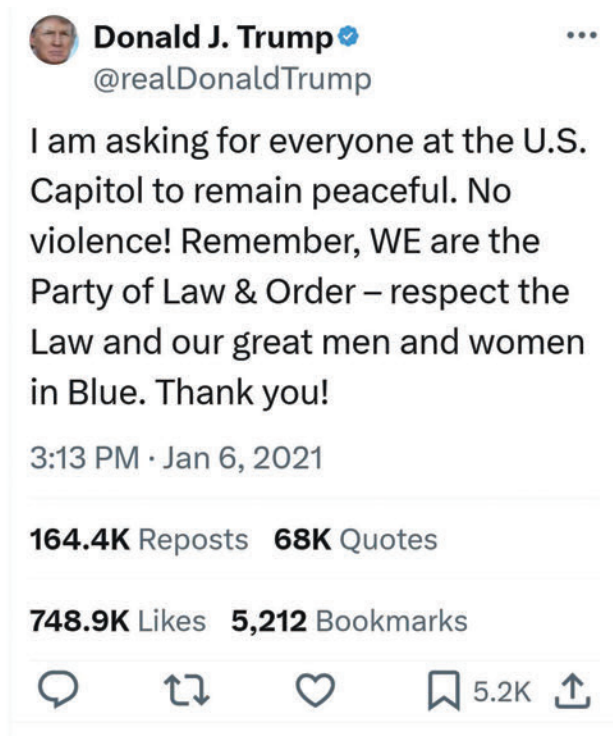 Donald J. Trump
@realDonaldTrump
I am asking for everyone at the U.S.
Capitol to remain peaceful. No
violence! Remember, WE are the
Party of Law & Order – respect the
Law and our great men and women
in Blue. Thank you!
3:13 PM · Jan 6, 2021
164.4K Reposts 68K Quotes
748.9K Likes 5,212 Bookmarks
5.2K